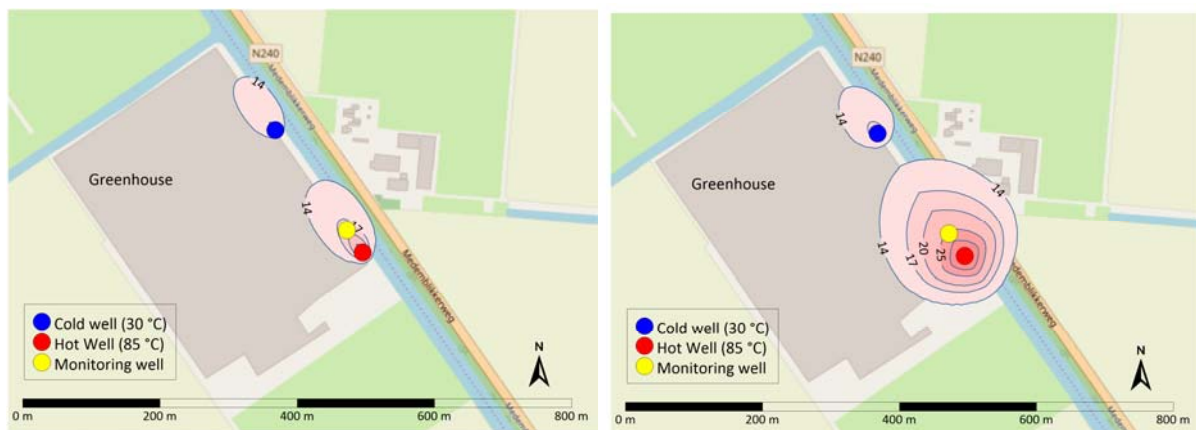 N240
14
Medemblikkerweg
Greenhouse
14
17
Medemblikkerweg
Cold well (30 °C)
Hot Well (85 °C)
Monitoring well
N
0 m
200 m
400 m
600 m
800 m
N240
14
Medemblikkerweg
Greenhouse
14
14
17
20
25
Cold well (30 °C)
Hot Well (85 °C)
Monitoring well
N
0 m
200 m
400 m
600 m
800 m